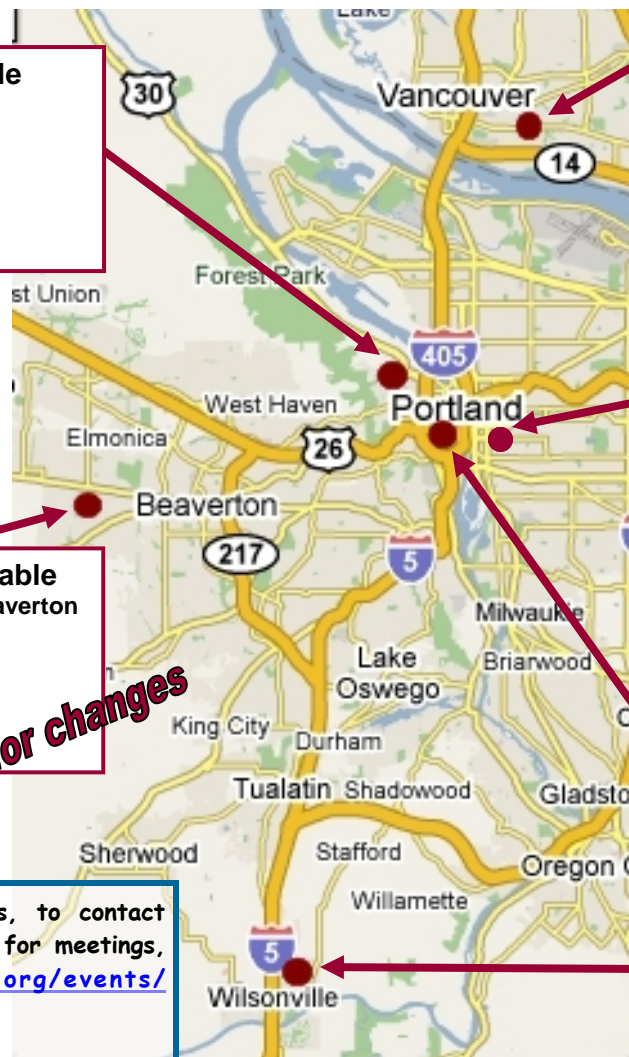 Lake
le
30
Vancouver
14
Forest Park
st Union
405
West Haven
Portland
Elmonica
26
Beaverton
217
5
able
averton
Milwaukie
Lake
Oswego
Briarwood
or changes
King City
Durham
Tualatin
Shadowood
Gladsto
Sherwood
Stafford
Oregon
Willamette
s, to contact
for meetings,
org/events/
5
Wilsonville